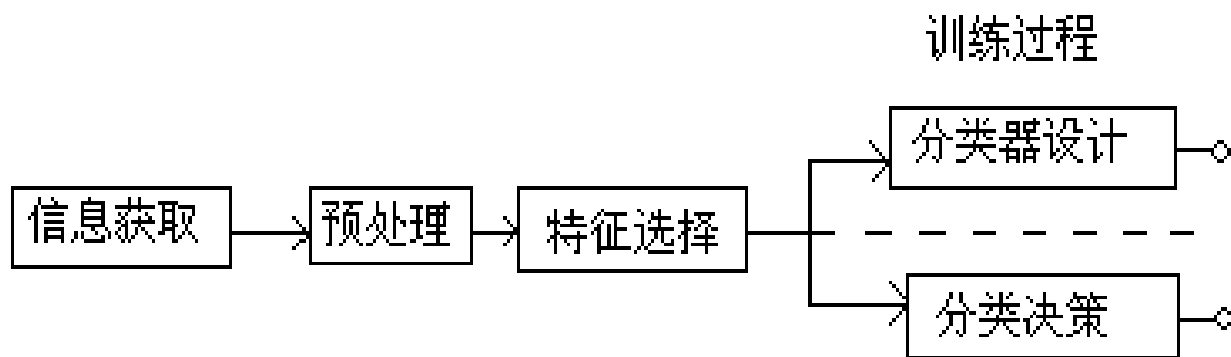 训练过程
分类器设计
信息获取
预处理
特征选择
分类决策